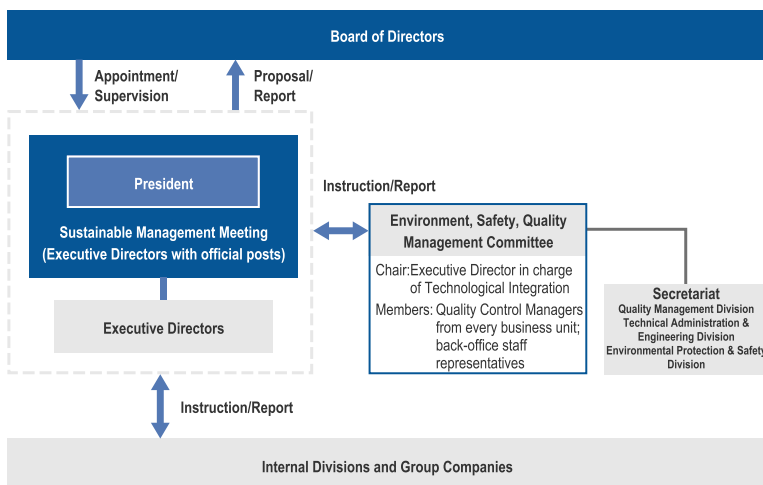 Board of Directors
Appointment/
Supervision
Proposal/
Report
President
Sustainable Management Meeting
(Executive Directors with official posts)
Executive Directors
Instruction/Report
Environment, Safety, Quality
Management Committee
Chair:Executive Director in charge
of Technological Integration
Members: Quality Control Managers
from every business unit;
back-office staff
representatives
Secretariat
Quality Management Division
Technical Administration &
Engineering Division
Environmental Protection & Safety
Division
Instruction/Report
Internal Divisions and Group Companies